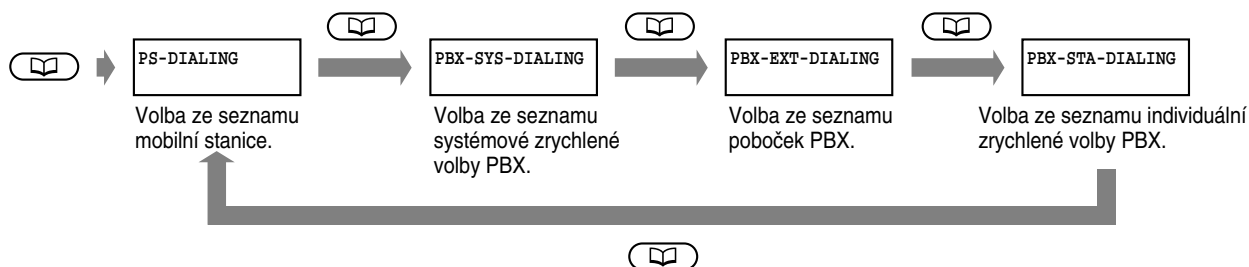 PS-DIALING
PBX-SYS-DIALING
PBX-EXT-DIALING
PBX-STA-DIALING
Volba ze seznamu
mobilní stanice.
Volba ze seznamu
systémové zrychlené
volby PBX.
Volba ze seznamu
poboček PBX.
Volba ze seznamu individuální
zrychlené volby PBX.